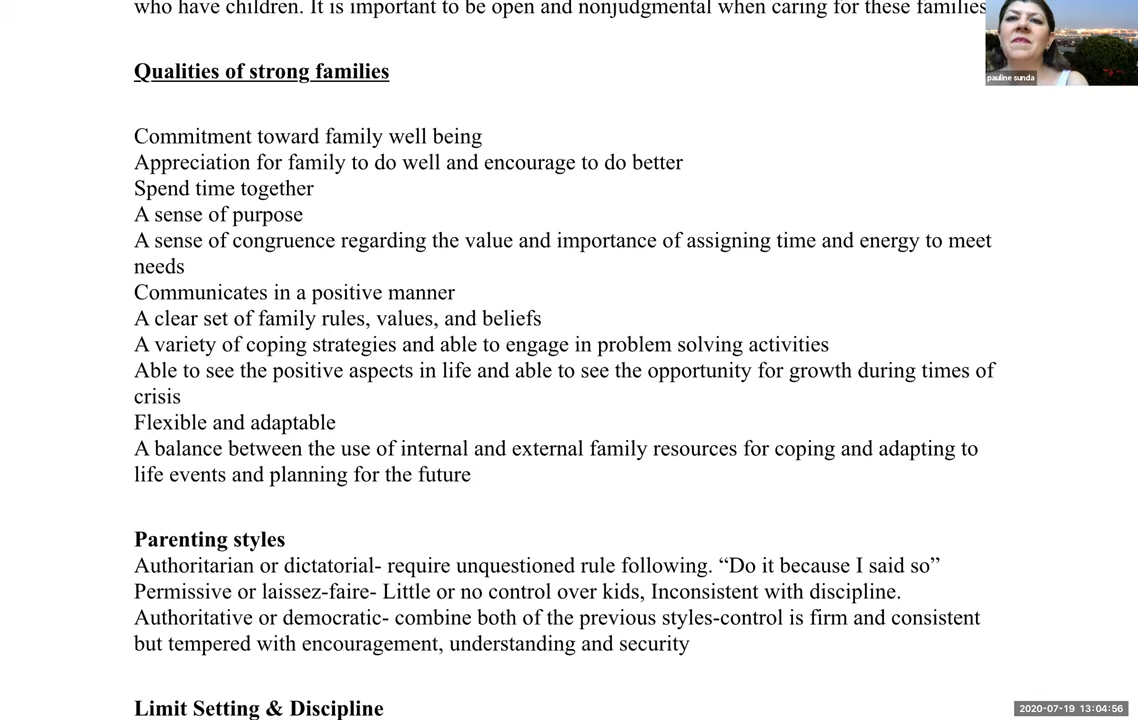 who have children. It is important to be open and nonjudgmental when caring for these families
pauline sunda
Qualities of strong families
Commitment toward family well being
Appreciation for family to do well and encourage to do better
Spend time together
A sense of purpose
A sense of congruence regarding the value and importance of assigning time and energy to meet
needs
Communicates in a positive manner
A clear set of family rules, values, and beliefs
A variety of coping strategies and able to engage in problem solving activities
Able to see the positive aspects in life and able to see the opportunity for growth during times of
crisis
Flexible and adaptable
A balance between the use of internal and external family resources for coping and adapting to
life events and planning for the future
Parenting styles
Authoritarian or dictatorial- require unquestioned rule following. “Do it because I said so”
Permissive or laissez-faire- Little or no control over kids, Inconsistent with discipline.
Authoritative or democratic- combine both of the previous styles-control is firm and consistent
but tempered with encouragement, understanding and security
Limit Setting & Discipline
2020-07-19 13:04:56